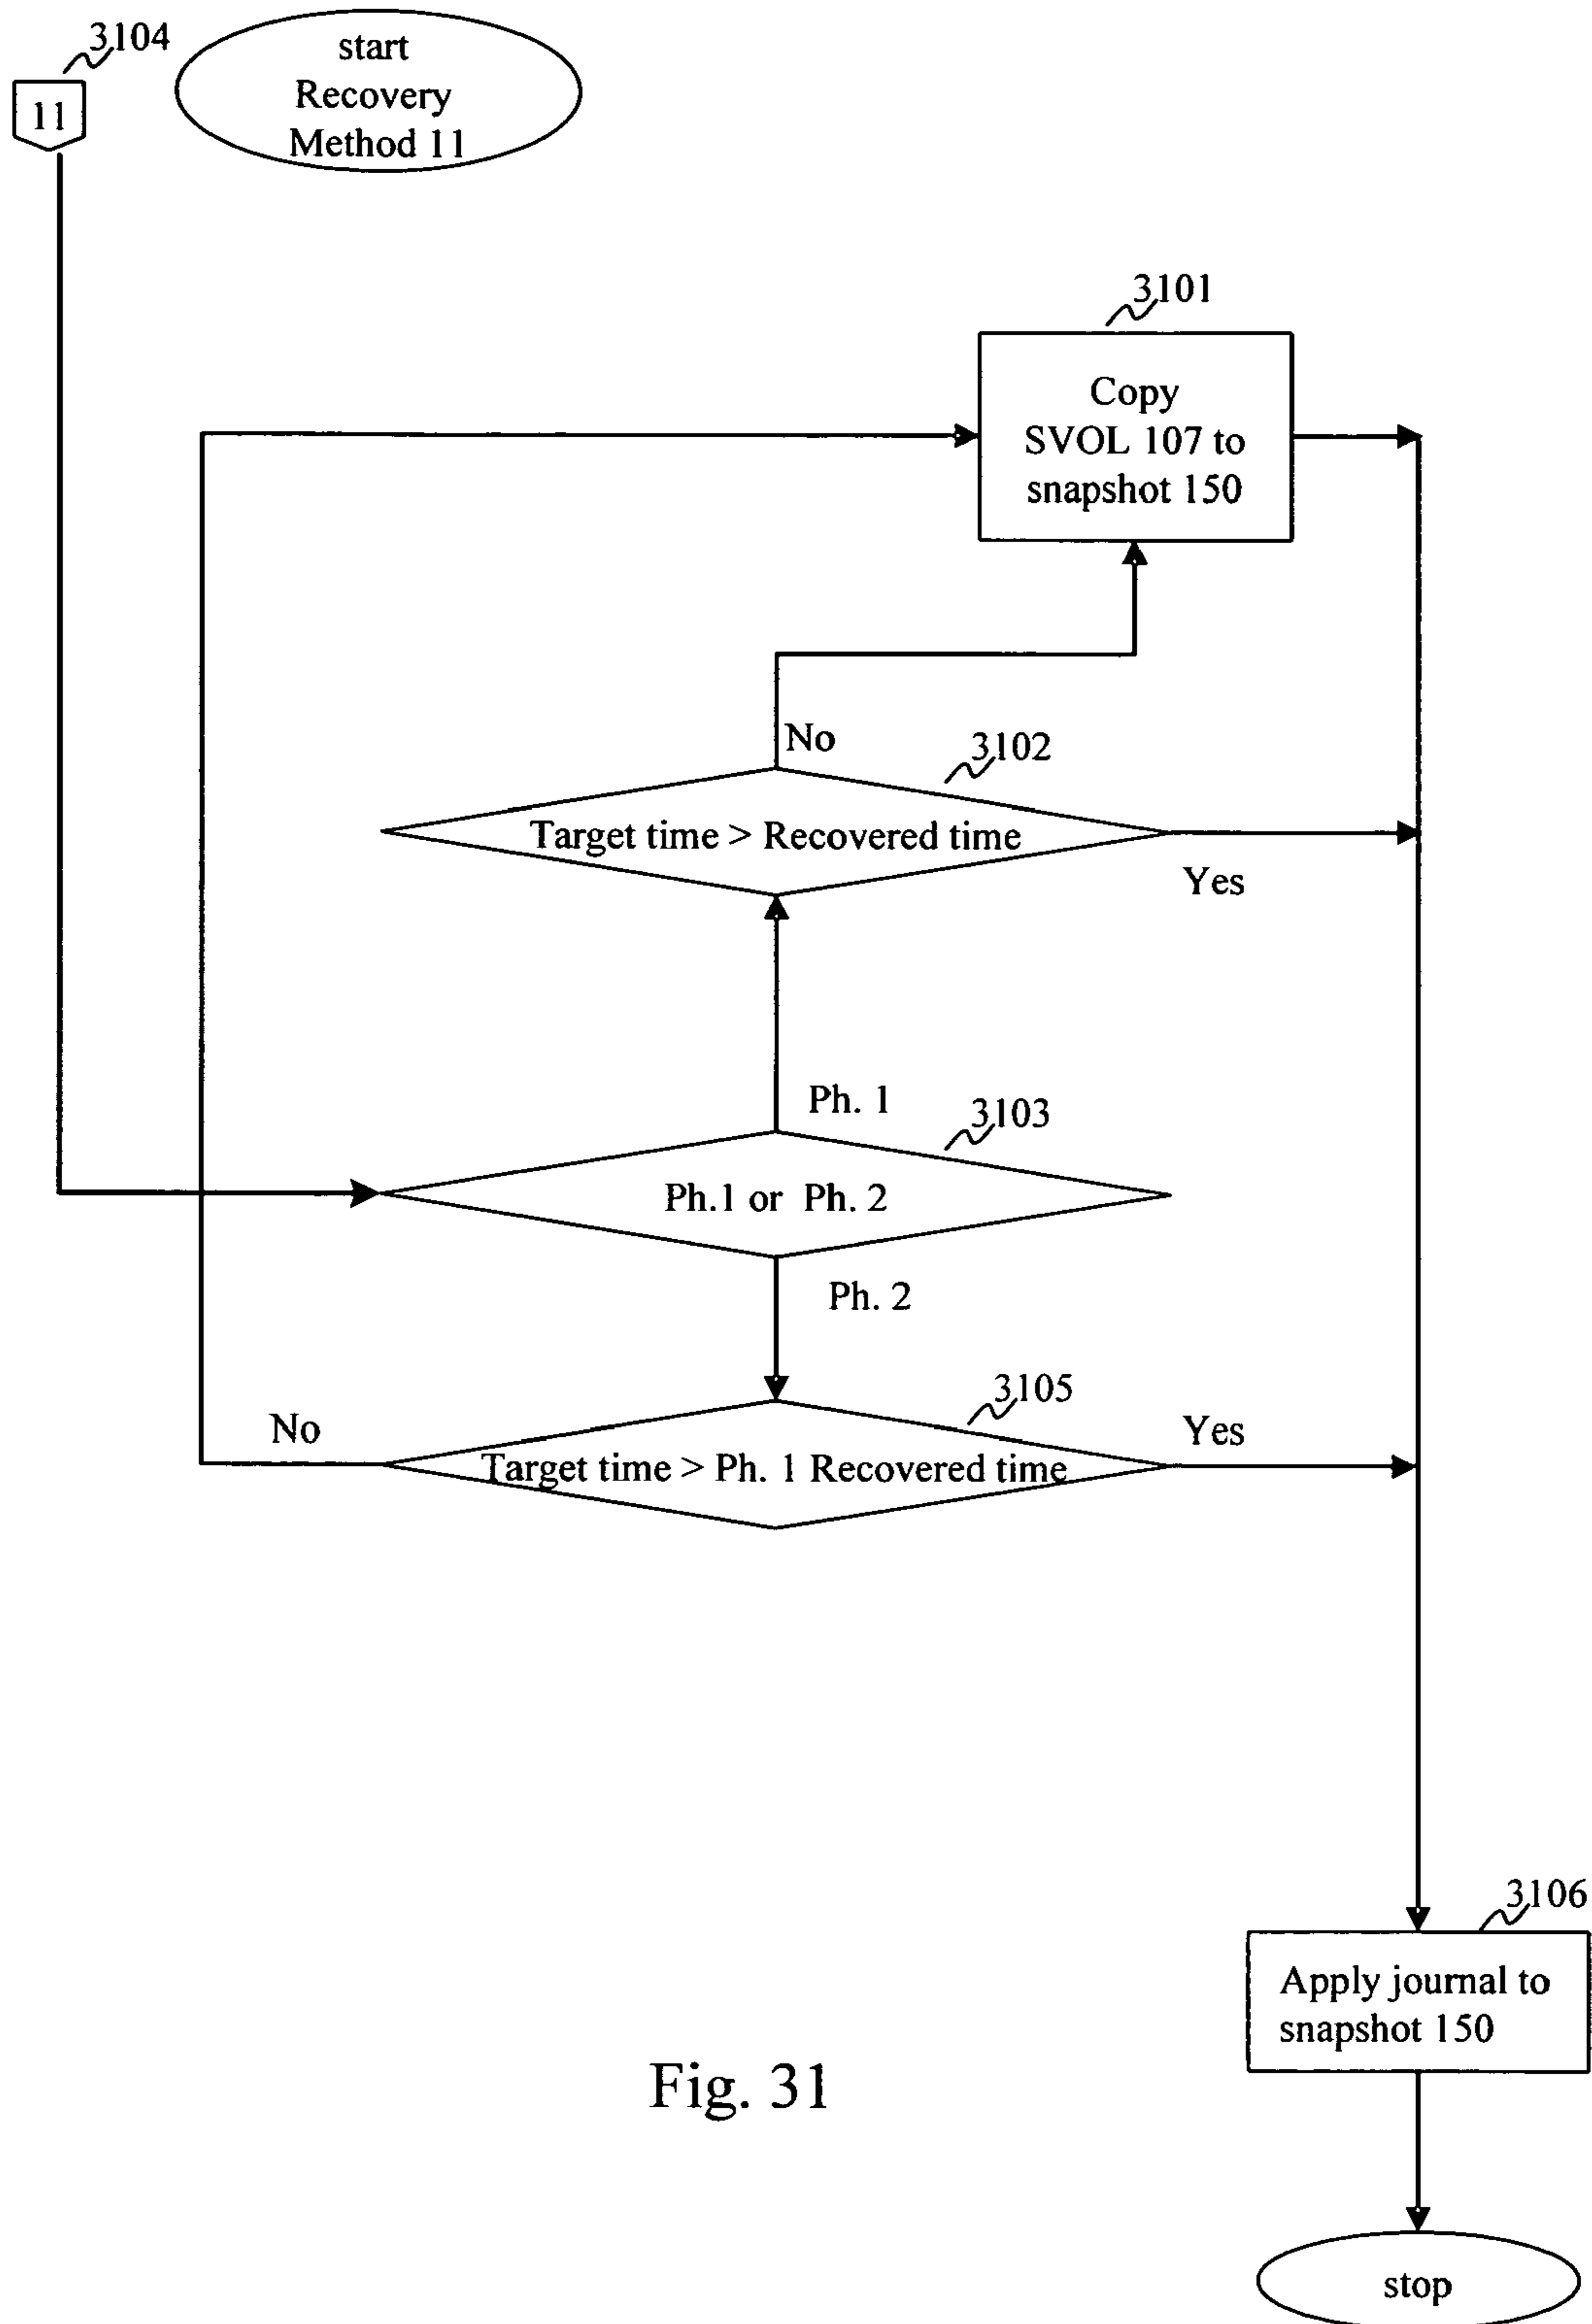 3104
11
start
Recovery
Method 11
3101
Copy
SVOL 107 to
snapshot 150
No
3102
Target time > Recovered time
Yes
Ph. 1
3103
Ph.1 or Ph. 2
Ph. 2
3105
No
Yes
Target time > Ph. 1 Recovered time
3106
Apply journal to
snapshot 150
Fig. 31
stop